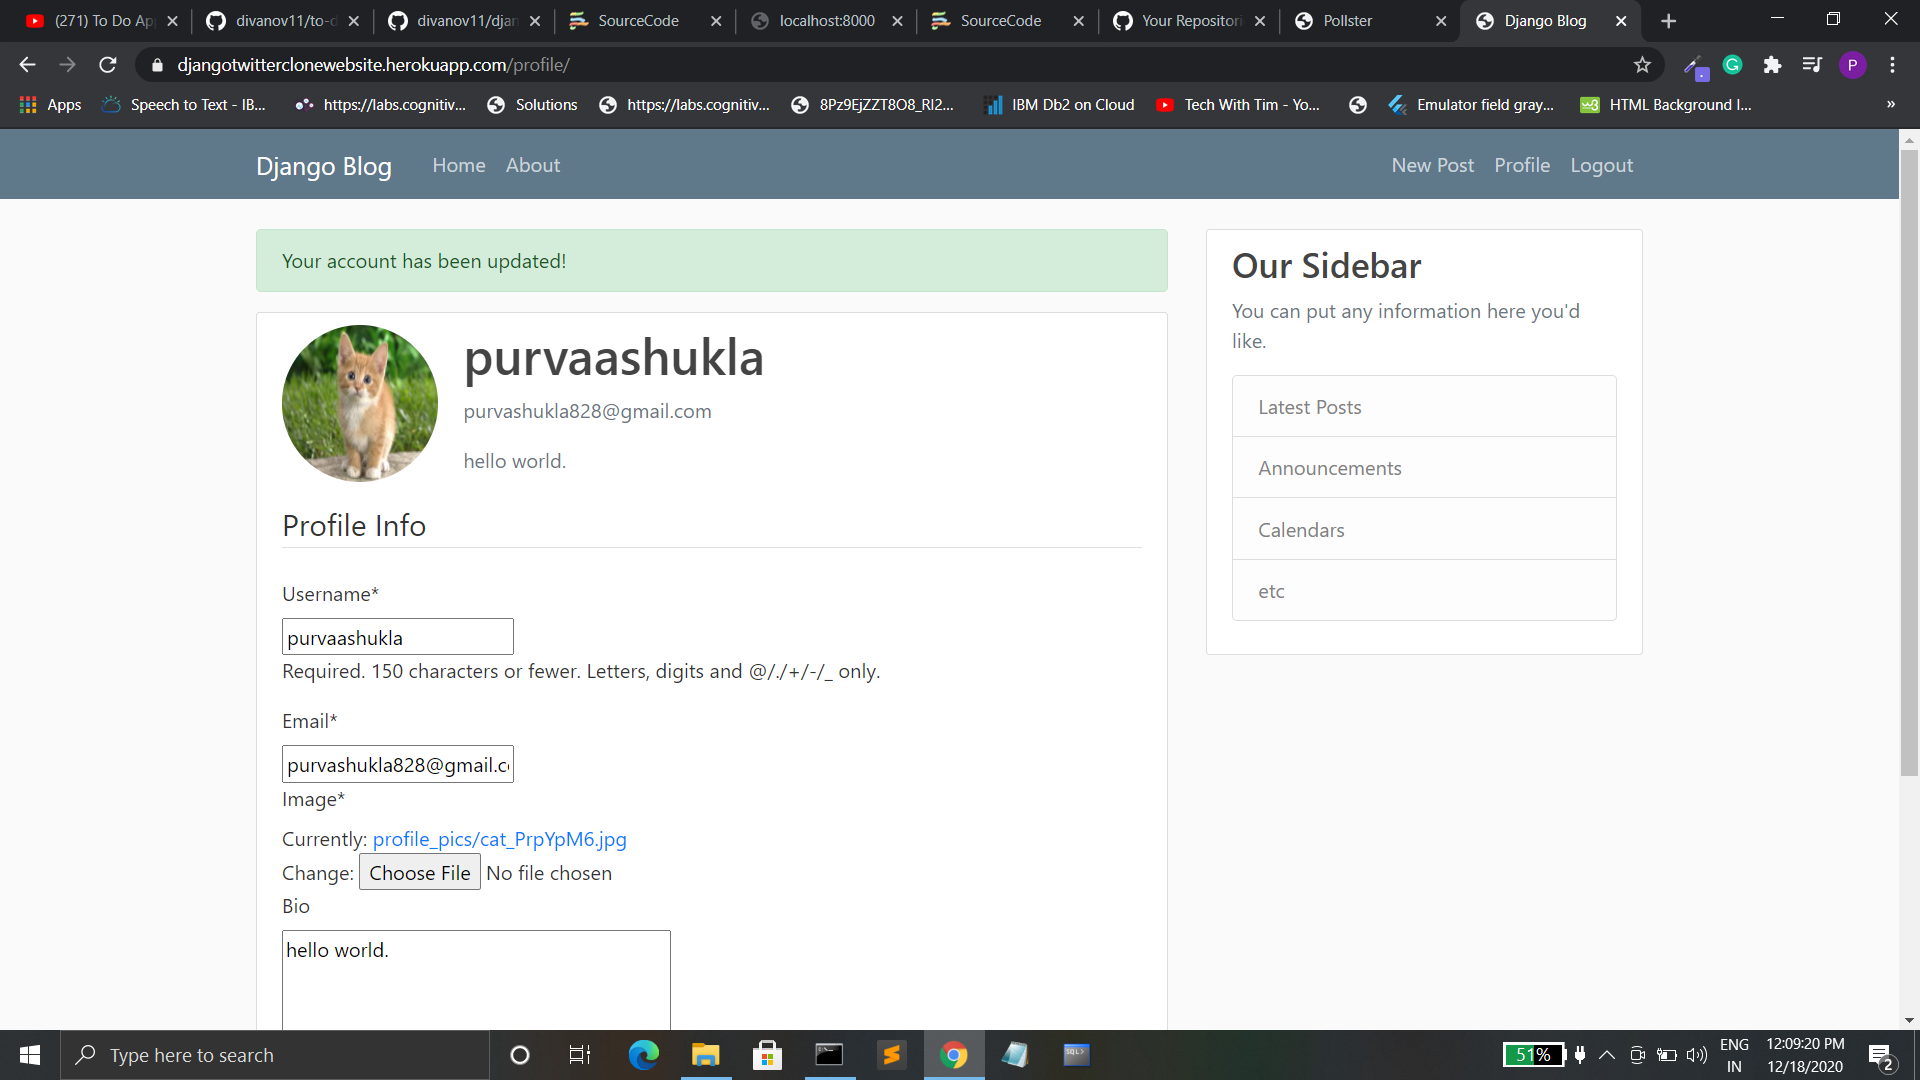 (271) To Do Ap
divanov11/to-d
divanov11/djan
SourceCode
localhost:8000
SourceCode
Your Repositori
Pollster
Django Blog
djangotwitterclonewebsite.herokuapp.com/profile/
P
Apps
Speech to Text - IB...
https://labs.cognitiv...
Solutions
https://labs.cognitiv...
8Pz9EjZZT8O8_RI2...
IBM Db2 on Cloud
Tech With Tim - Yo...
Emulator field gray...
HTML Background I...
»
Django Blog
Home
About
New Post
Profile
Logout
Your account has been updated!
purvaashukla
purvashukla828@gmail.com
hello world.
Profile Info
Username*
purvaashukla
Required. 150 characters or fewer. Letters, digits and @/./+/-/_ only.
Email*
purvashukla828@gmail.c
Image*
Currently: profile_pics/cat_PrpYpM6.jpg
Change: Choose File No file chosen
Bio
hello world.
Our Sidebar
You can put any information here you'd
like.
Latest Posts
Announcements
Calendars
etc
Type here to search
SQL>
51%
ENG
IN
12:09:20 PM
12/18/2020
2